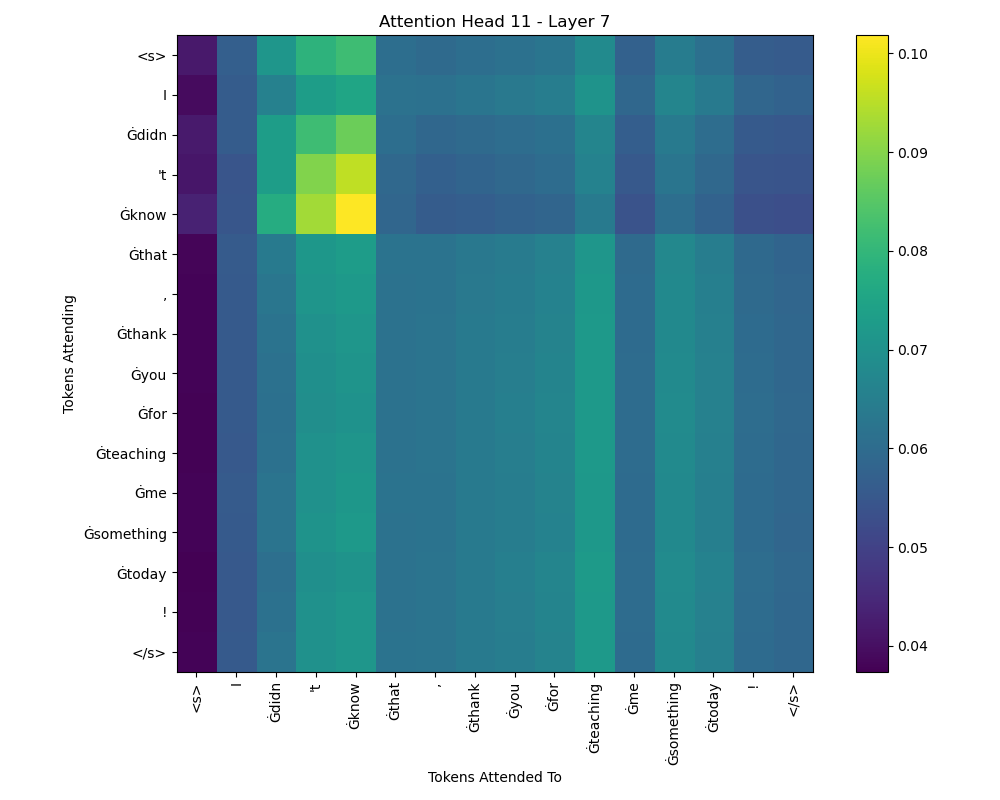 Attention Head 11 - Layer 7
<s>
I
Ġdidn
't
Ġknow
Ġthat
,
Ġthank
Ġyou
Ġfor
Ġteaching
Ġme
Ġsomething
Ġtoday
!
</s>
Tokens Attending
<s>
I
Ġdidn
't
Ġknow
Ġthat
,
Ġthank
Ġyou
Ġfor
Ġteaching
Ġme
Ġsomething
Ġtoday
!
</s>
Tokens Attended To
0.10
0.09
0.08
0.07
0.06
0.05
0.04